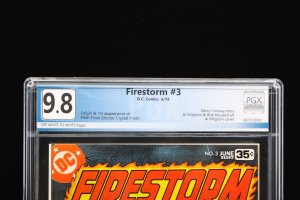 Firestorm #3
D.C. Comics 6/78
9.8
OFF WHITE TO WHITE Pages
Origin & 1st appearance of
Killer Frost (Doctor Crystal Frost).
Gerry Conway story
Al Milgrom & Bob McLeod art
Al Milgrom cover
PGX
DC
NO. 3 JUNE
35¢
FIRESTORM